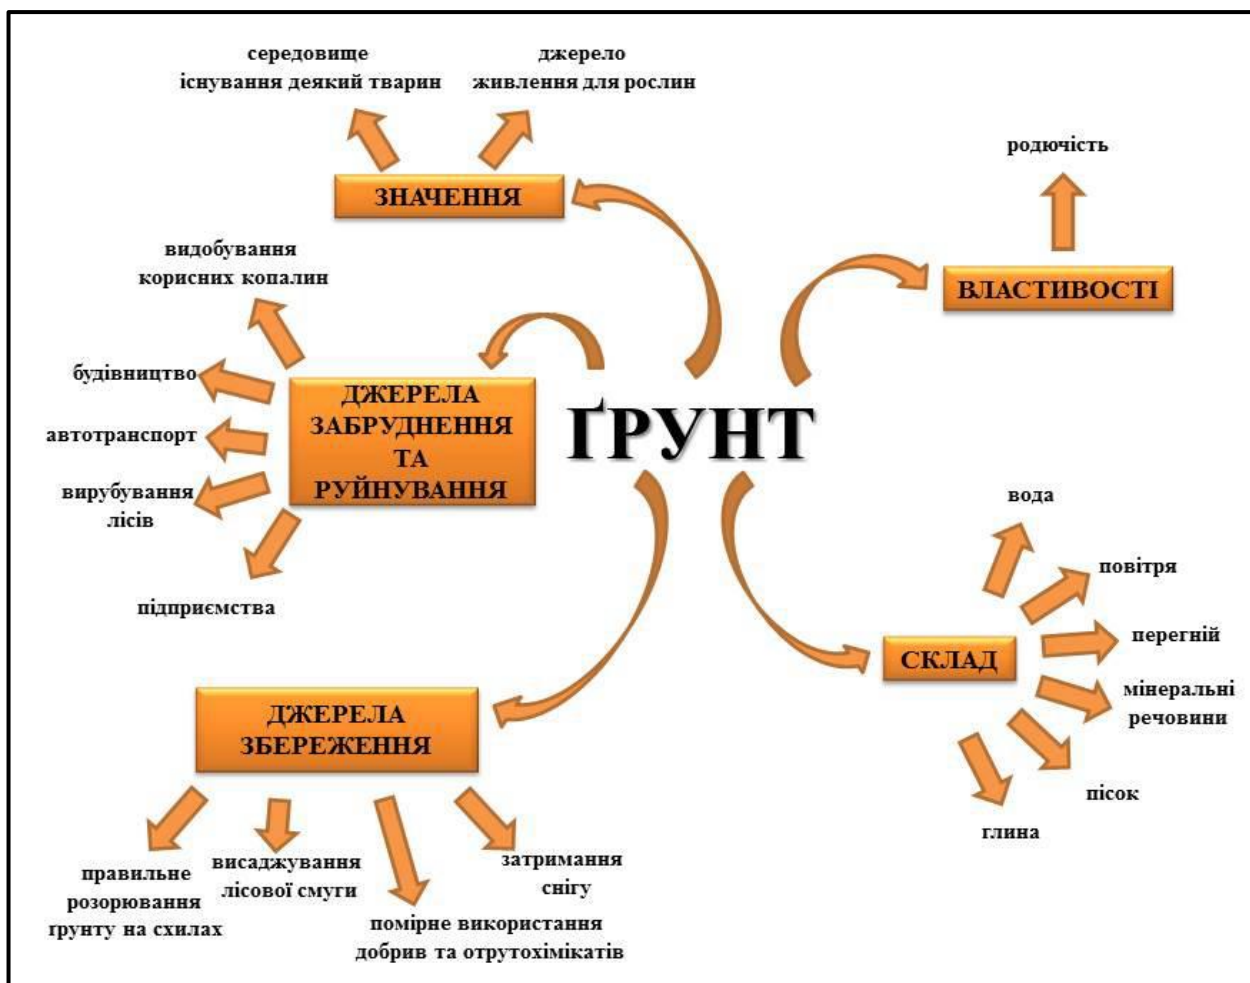 середовище
існування деякий тварин
джерело
живлення для рослин
ЗНАЧЕННЯ
родючість
ВЛАСТИВОСТІ
видобування
корисних копалин
будівництво
автотранспорт
вирубування
лісів
підприємства
ДЖЕРЕЛА
ЗАБРУДНЕННЯ
ТА
РУЙНУВАННЯ
ҐРУНТ
вода
повітря
перегній
мінеральні
речовини
пісок
глина
СКЛАД
ДЖЕРЕЛА
ЗБЕРЕЖЕННЯ
правильне
розорювання
ґрунту на схилах
висаджування
лісової смуги
помірне використання
добрив та отрутохімікатів
затримання
снігу